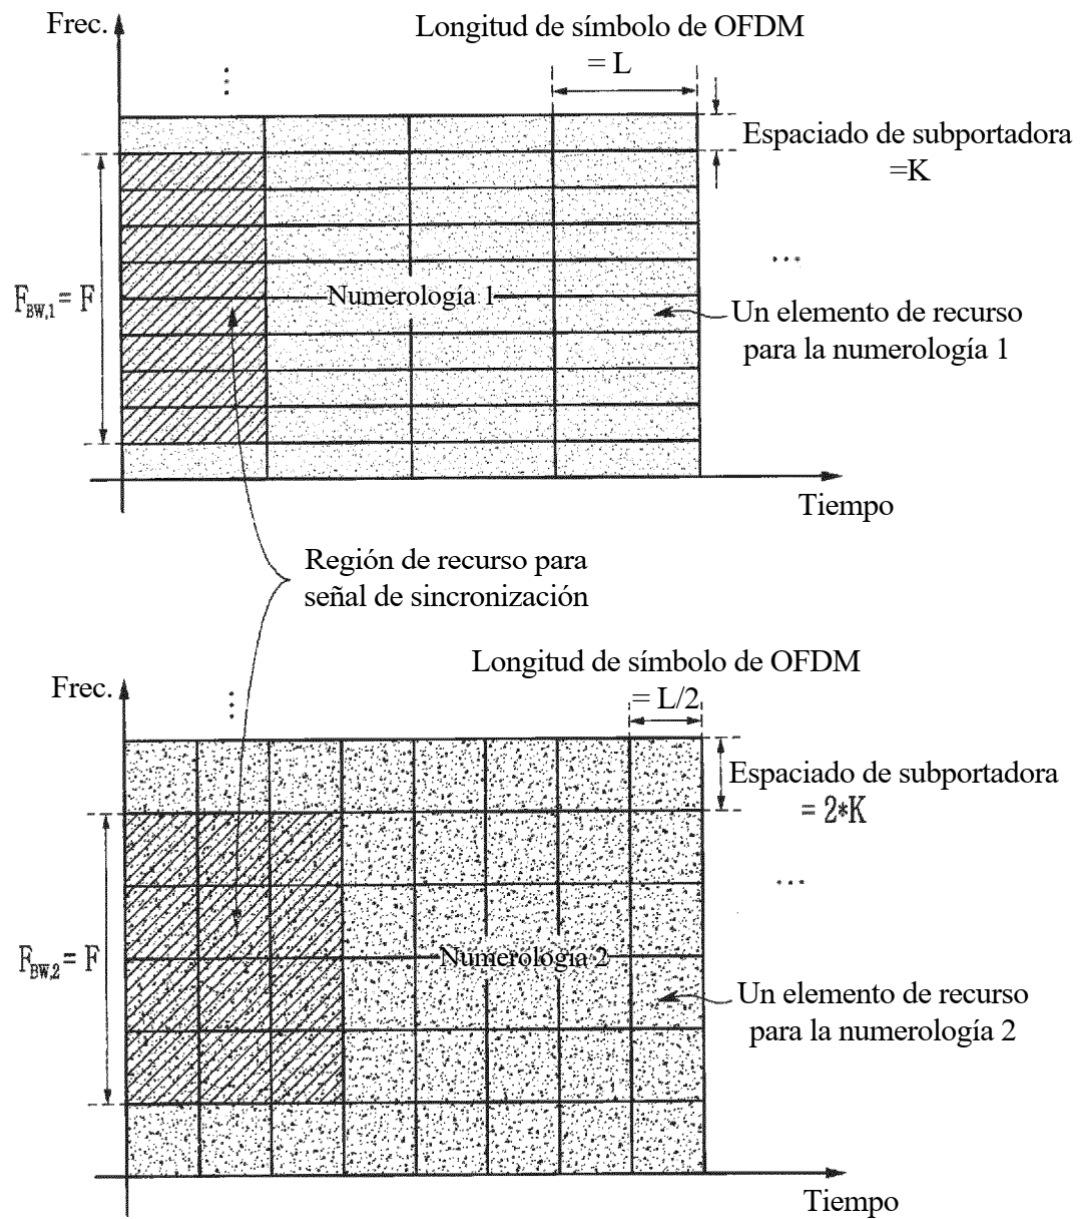 Frec.
Longitud de símbolo de OFDM
= L
Espaciado de subportadora
=K
...
F_BW,1 = F
Numerología 1
Un elemento de recurso
para la numerología 1
Tiempo
Región de recurso para
señal de sincronización
Longitud de símbolo de OFDM
= L/2
Frec.
Espaciado de subportadora
= 2*K
...
F_BW,2 = F
Numerología 2
Un elemento de recurso
para la numerología 2
Tiempo